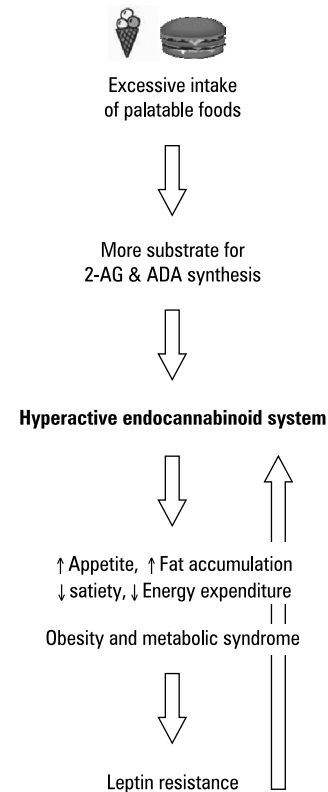 Excessive intake
of palatable foods
More substrate for
2-AG & ADA synthesis
Hyperactive endocannabinoid system
↑ Appetite, ↑ Fat accumulation
↓ satiety, ↓ Energy expenditure
Obesity and metabolic syndrome
Leptin resistance